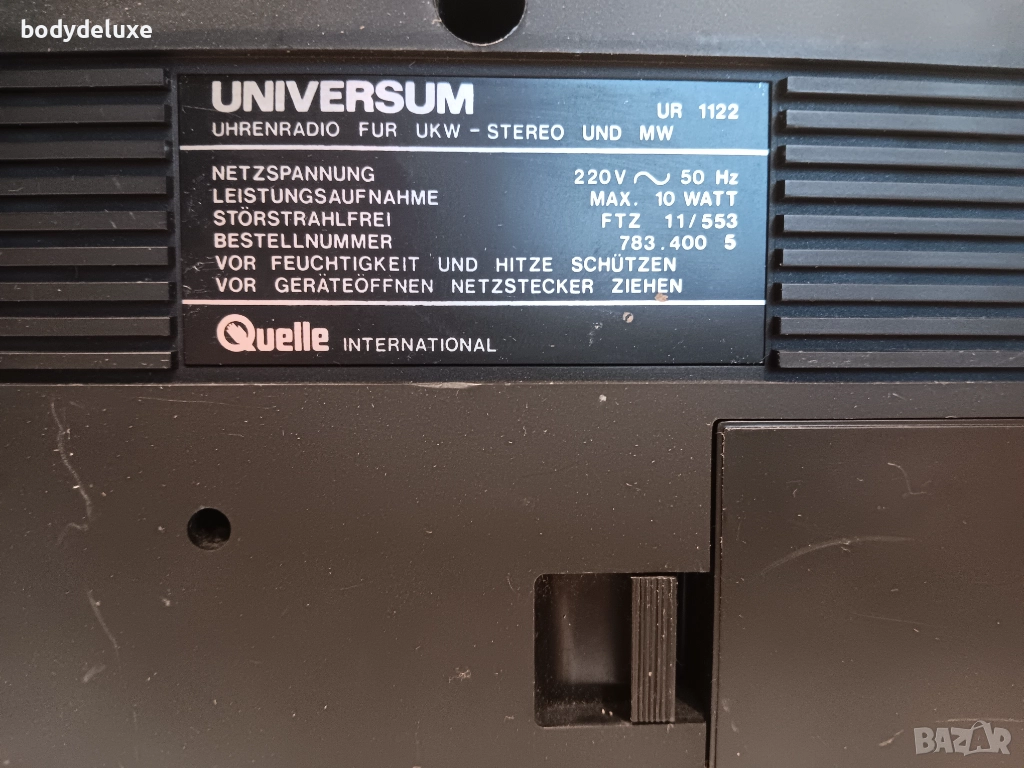 bodydeluxe
UNIVERSUM UR 1122
UHRENRADIO FUR UKW - STEREO UND MW
NETZSPANNUNG 220V ~ 50 Hz
LEISTUNGSAUFNAHME MAX. 10 WATT
STÖRSTRAHLFREI FTZ 11/553
BESTELLNUMMER 783.400 5
VOR FEUCHTIGKEIT UND HITZE SCHÜTZEN
VOR GERÄTEÖFFNEN NETZSTECKER ZIEHEN
Quelle INTERNATIONAL
BAZAR